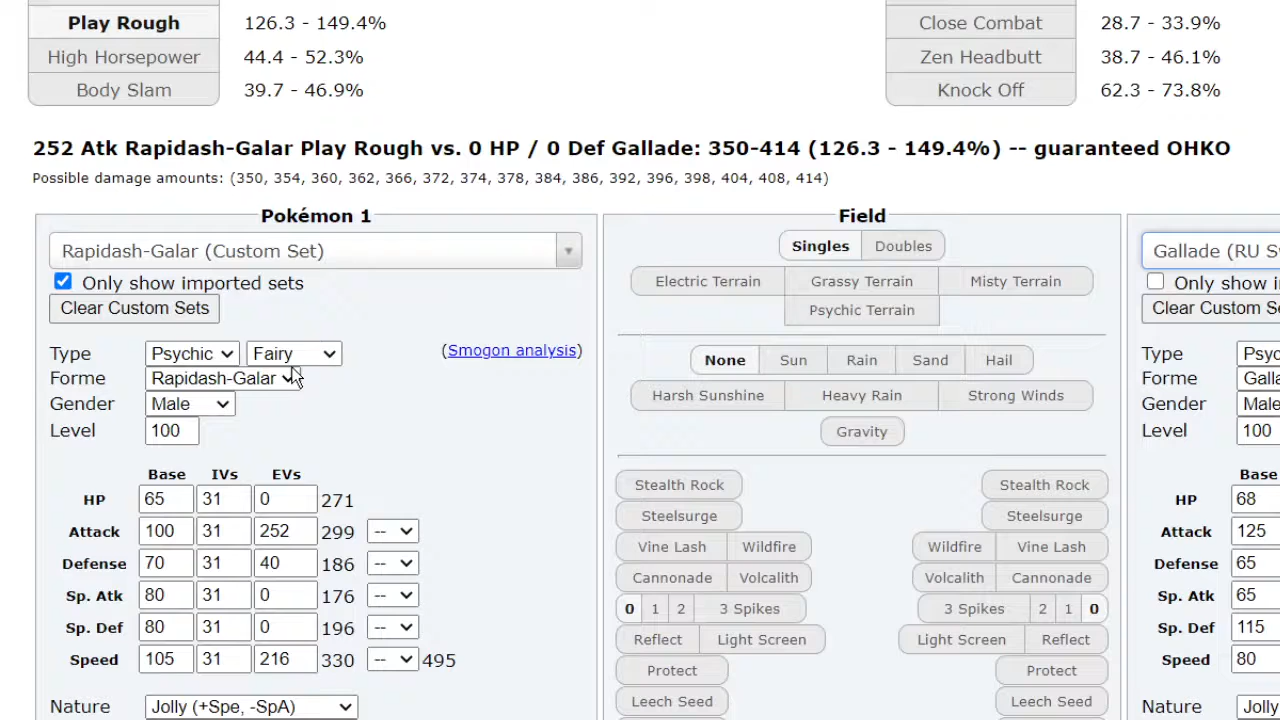 Play Rough 126.3 - 149.4% Close Combat 28.7 - 33.9%
High Horsepower 44.4 - 52.3% Zen Headbutt 38.7 - 46.1%
Body Slam 39.7 - 46.9% Knock Off 62.3 - 73.8%
252 Atk Rapidash-Galar Play Rough vs. 0 HP / 0 Def Gallade: 350-414 (126.3 - 149.4%) -- guaranteed OHKO
Possible damage amounts: (350, 354, 360, 362, 366, 372, 374, 378, 384, 386, 392, 396, 398, 404, 408, 414)
Pokémon 1
Rapidash-Galar (Custom Set)
Only show imported sets
Clear Custom Sets
Type Psychic Fairy (Smogon analysis)
Forme Rapidash-Galar
Gender Male
Level 100
Base IVs EVs
HP 65 31 0 271
Attack 100 31 252 299 --
Defense 70 31 40 186 --
Sp. Atk 80 31 0 176 --
Sp. Def 80 31 0 196 --
Speed 105 31 216 330 -- 495
Nature Jolly (+Spe, -SpA)
Field
Singles Doubles
Electric Terrain Grassy Terrain Misty Terrain
Psychic Terrain
None Sun Rain Sand Hail
Harsh Sunshine Heavy Rain Strong Winds
Gravity
Stealth Rock Stealth Rock
Steelsurge Steelsurge
Vine Lash Wildfire Wildfire Vine Lash
Cannonade Volcalith Volcalith Cannonade
0 1 2 3 Spikes 3 Spikes 2 1 0
Reflect Light Screen Light Screen Reflect
Protect Protect
Leech Seed Leech Seed
Gallade (RU S
Only show i
Clear Custom Se
Type Psyc
Forme Galla
Gender Male
Level 100
Base
HP 68
Attack 125
Defense 65
Sp. Atk 65
Sp. Def 115
Speed 80
Nature Jolly